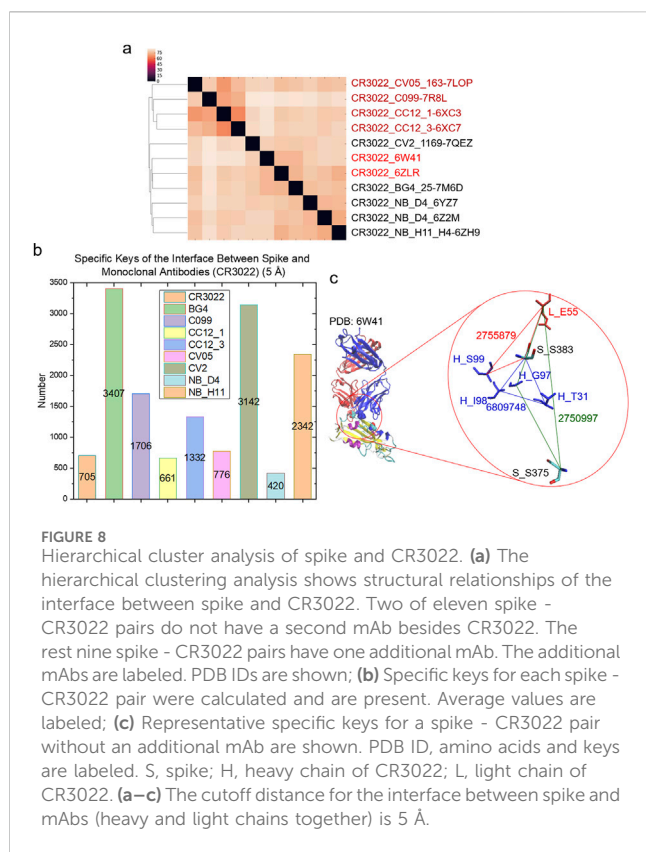 a
75
60
45
30
15
0
CR3022_CV05_163-7LOP
CR3022_C099-7R8L
CR3022_CC12_1-6XC3
CR3022_CC12_3-6XC7
CR3022_CV2_1169-7QEZ
CR3022_6W41
CR3022_6ZLR
CR3022_BG4_25-7M6D
CR3022_NB_D4_6YZ7
CR3022_NB_D4_6Z2M
CR3022_NB_H11_H4-6ZH9
b
Specific Keys of the Interface Between Spike and
Monoclonal Antibodies (CR3022) (5 Å)
Number
3500
3000
2500
2000
1500
1000
500
0
CR3022
BG4
C099
CC12_1
CC12_3
CV05
CV2
NB_D4
NB_H11
705
3407
1706
661
1332
776
3142
420
2342
c
PDB: 6W41
L_E55
2755879
S_S383
H_S99
H_G97
H_I98
H_T31
6809748
2750997
S_S375
FIGURE 8
Hierarchical cluster analysis of spike and CR3022. (a) The
hierarchical clustering analysis shows structural relationships of the
interface between spike and CR3022. Two of eleven spike -
CR3022 pairs do not have a second mAb besides CR3022. The
rest nine spike - CR3022 pairs have one additional mAb. The additional
mAbs are labeled. PDB IDs are shown; (b) Specific keys for each spike -
CR3022 pair were calculated and are present. Average values are
labeled; (c) Representative specific keys for a spike - CR3022 pair
without an additional mAb are shown. PDB ID, amino acids and keys
are labeled. S, spike; H, heavy chain of CR3022; L, light chain of
CR3022. (a–c) The cutoff distance for the interface between spike and
mAbs (heavy and light chains together) is 5 Å.